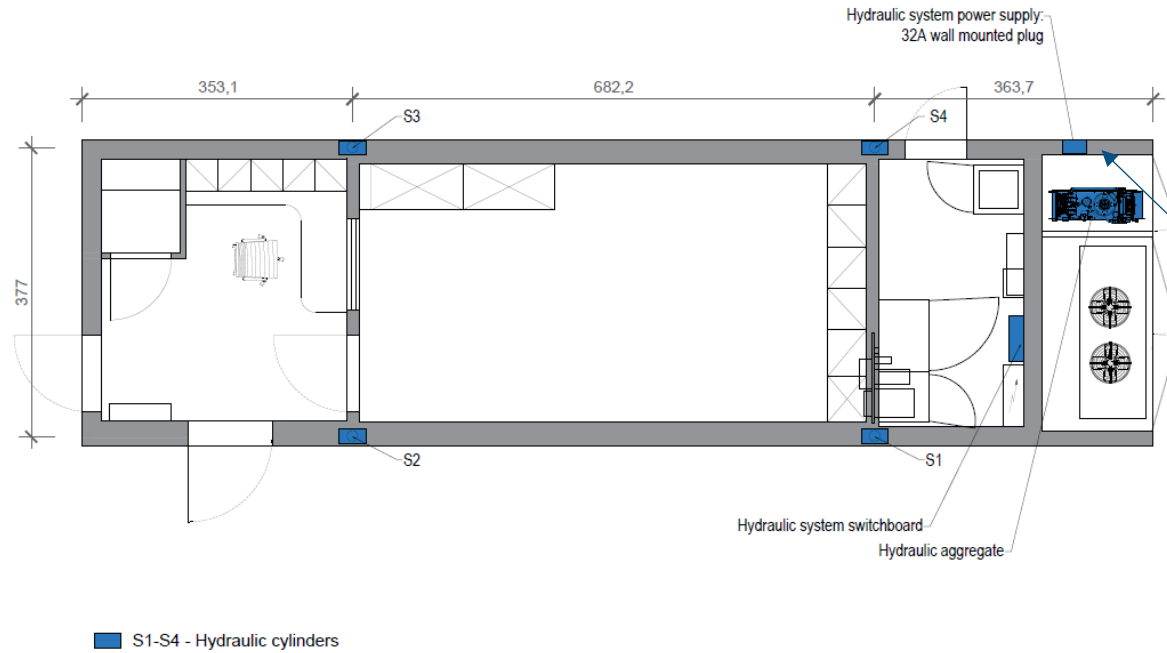 Hydraulic system power supply:
32A wall mounted plug
353,1
682,2
363,7
S3
S4
377
S2
S1
Hydraulic system switchboard
Hydraulic aggregate
S1-S4 - Hydraulic cylinders